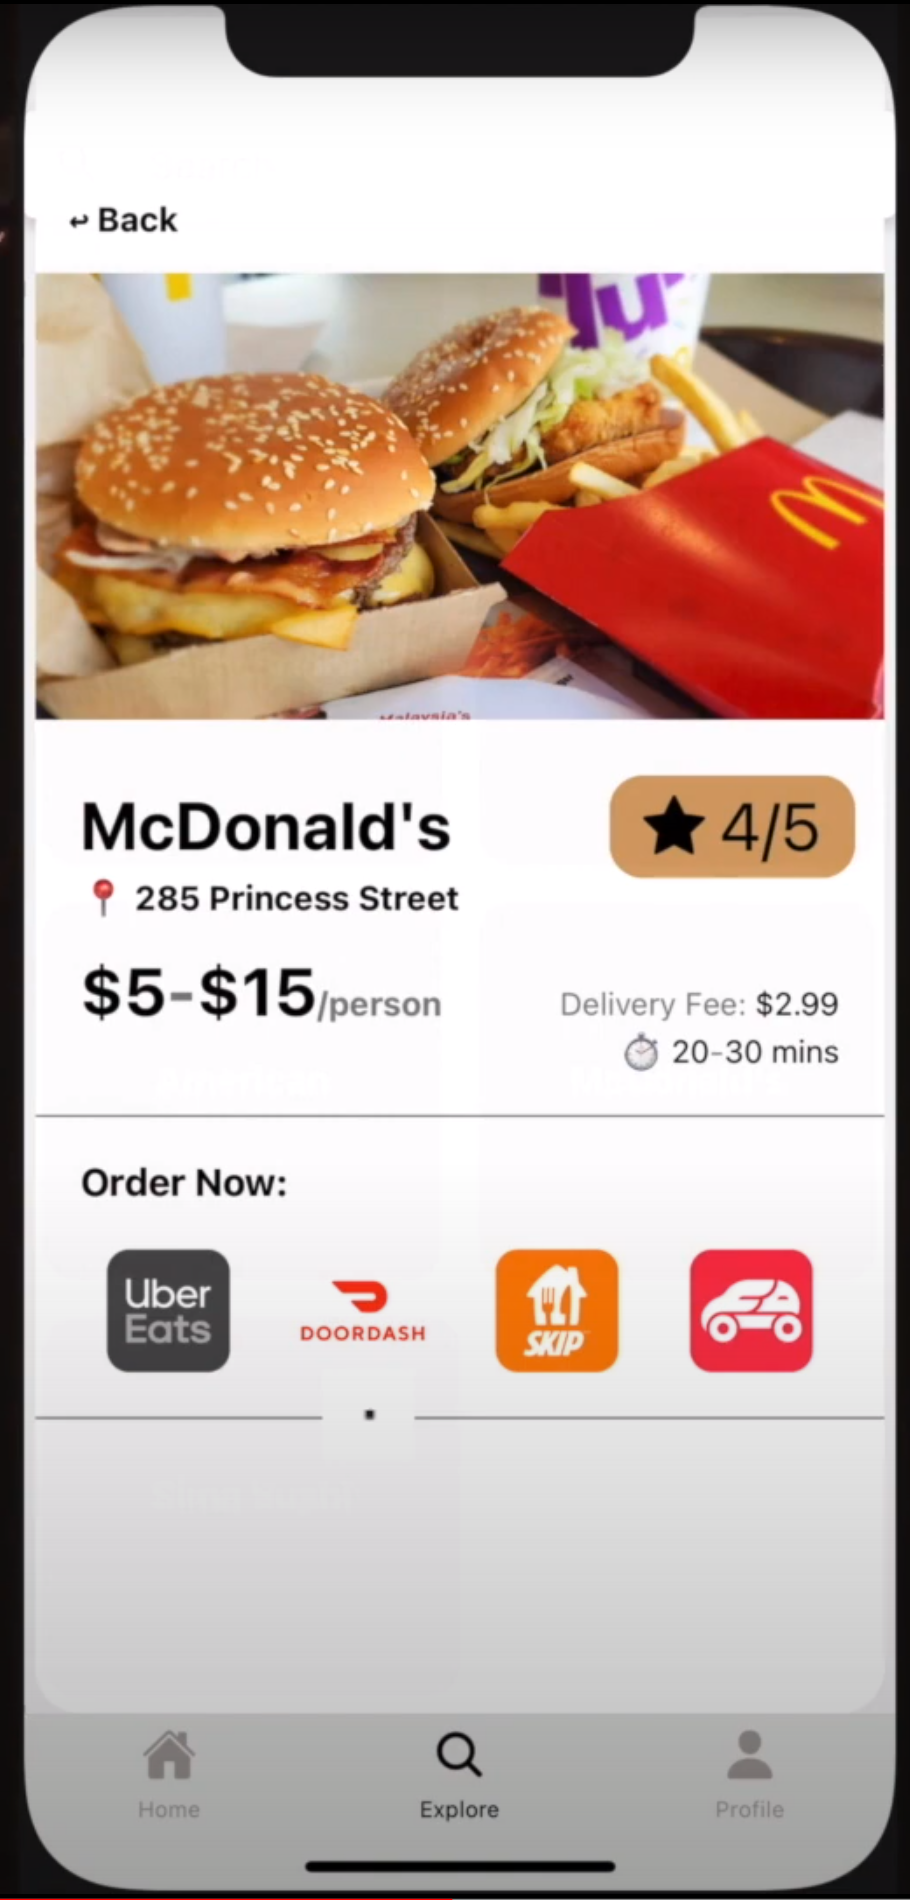 Back
Malaysia's
McDonald's
4/5
285 Princess Street
$5-$15/person
Delivery Fee: $2.99
20-30 mins
Order Now:
Uber
Eats
DOORDASH
SKIP
Home
Explore
Profile